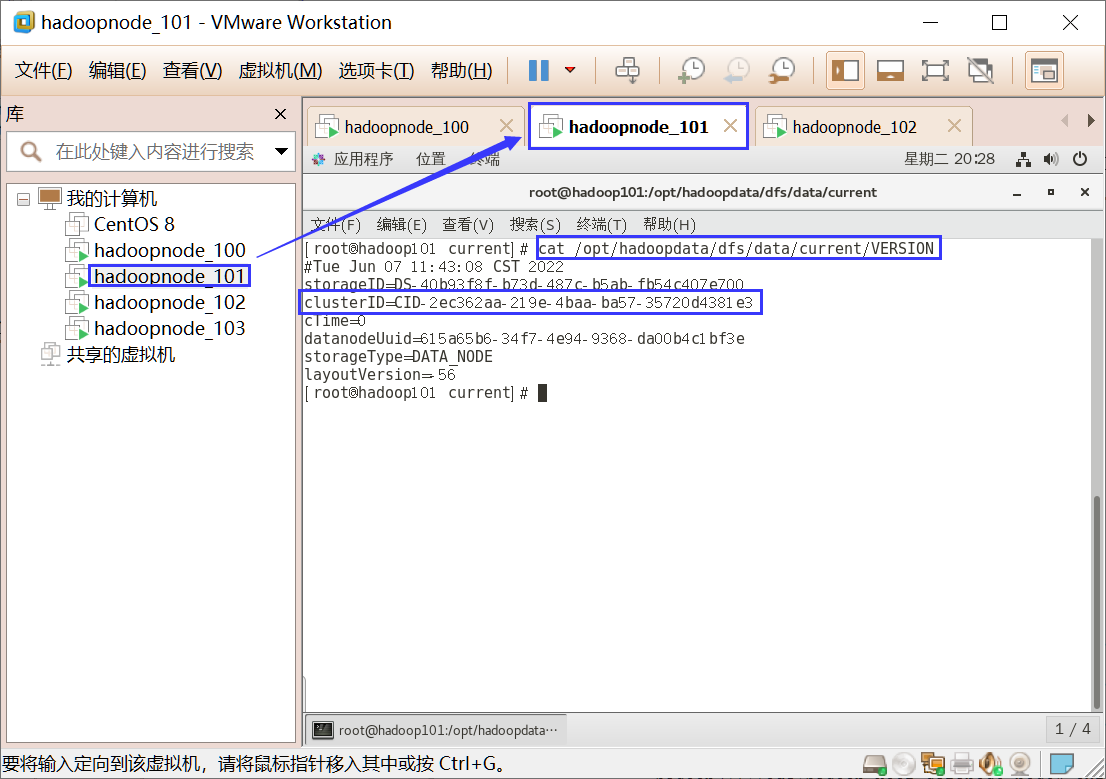 hadoopnode_101 - VMware Workstation
文件(F) 编辑(E) 查看(V) 虚拟机(M) 选项卡(T) 帮助(H)
库
在此处键入内容进行搜索
我的计算机
CentOS 8
hadoopnode_100
hadoopnode_101
hadoopnode_102
hadoopnode_103
共享的虚拟机
hadoopnode_100 hadoopnode_101 hadoopnode_102
应用程序 位置 终端 星期二 20:28
root@hadoop101:/opt/hadoopdata/dfs/data/current
文件(F) 编辑(E) 查看(V) 搜索(S) 终端(T) 帮助(H)
[root@hadoop101 current]# cat /opt/hadoopdata/dfs/data/current/VERSION
#Tue Jun 07 11:43:08 CST 2022
storageID=DS-40b93f8f-b73d-487c-b5ab-fb54c407e700
clusterID=CID-2ec362aa-219e-4baa-ba57-35720d4381e3
cTime=0
datanodeUuid=615a65b6-34f7-4e94-9368-da00b4c1bf3e
storageType=DATA_NODE
layoutVersion=-56
[root@hadoop101 current]#
root@hadoop101:/opt/hadoopdata··· 1 / 4
要将输入定向到该虚拟机，请将鼠标指针移入其中或按 Ctrl+G。